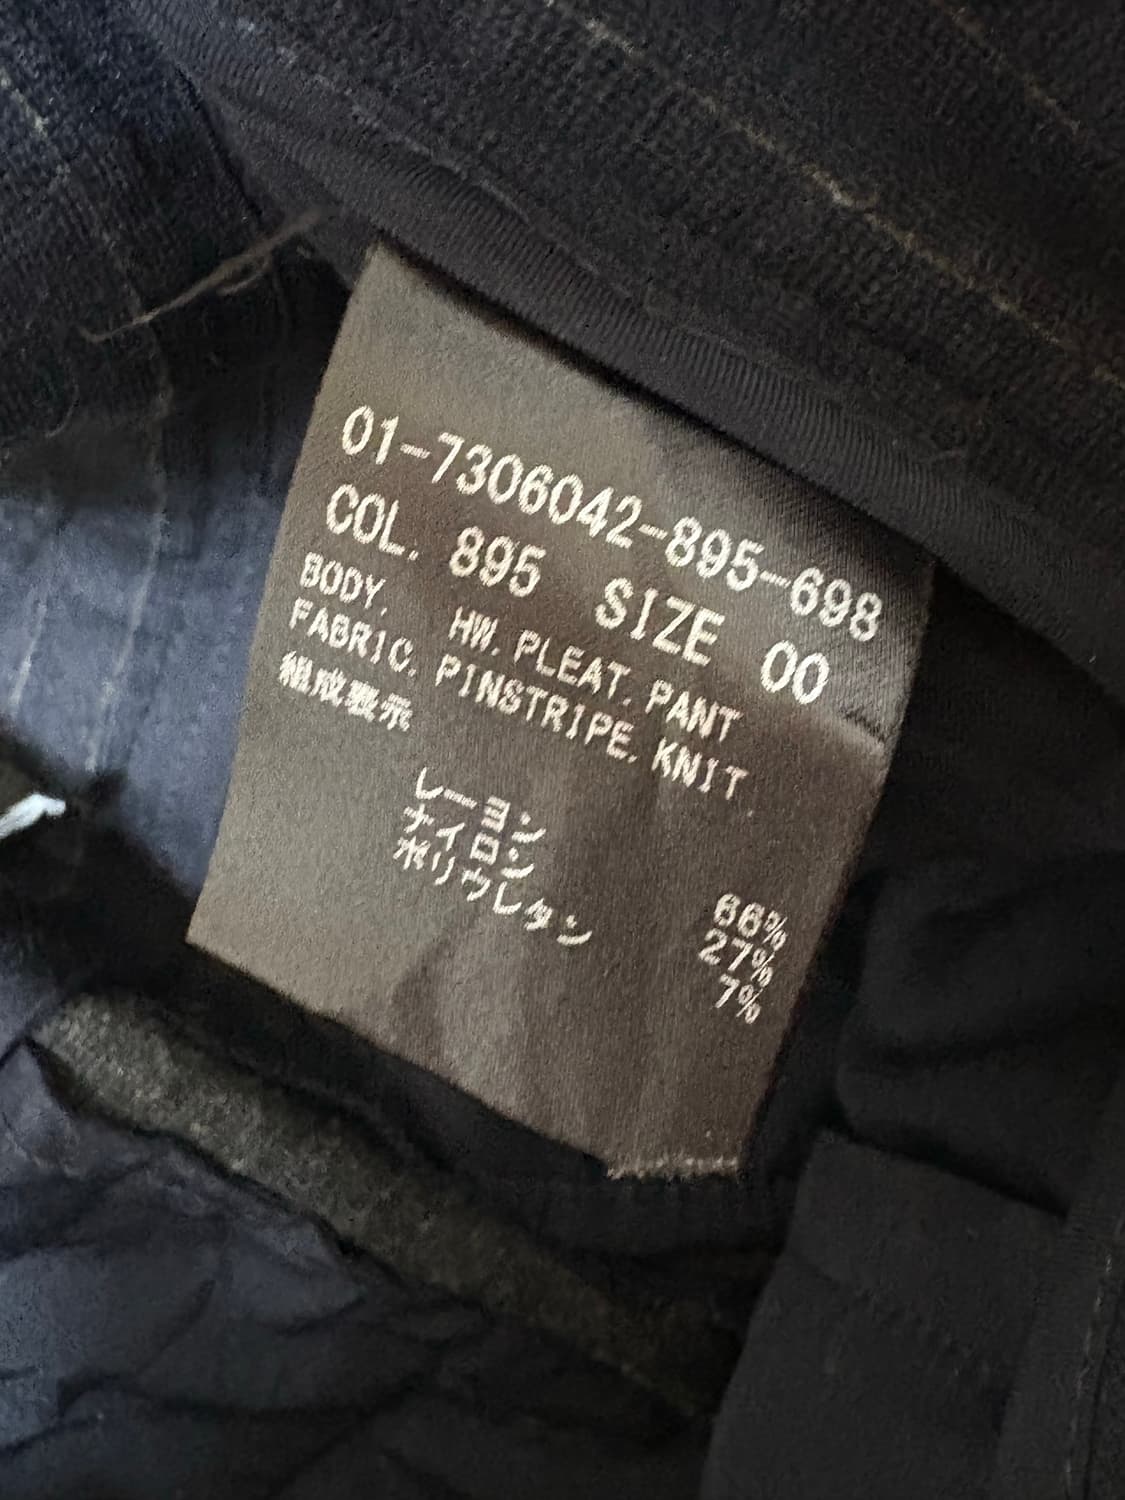 01-7306042-895-698
COL. 895 SIZE 00
BODY. HW. PLEAT. PANT
FABRIC. PINSTRIPE. KNIT
組成表示
レーヨン 66%
ナイロン 27%
ポリウレタン 7%